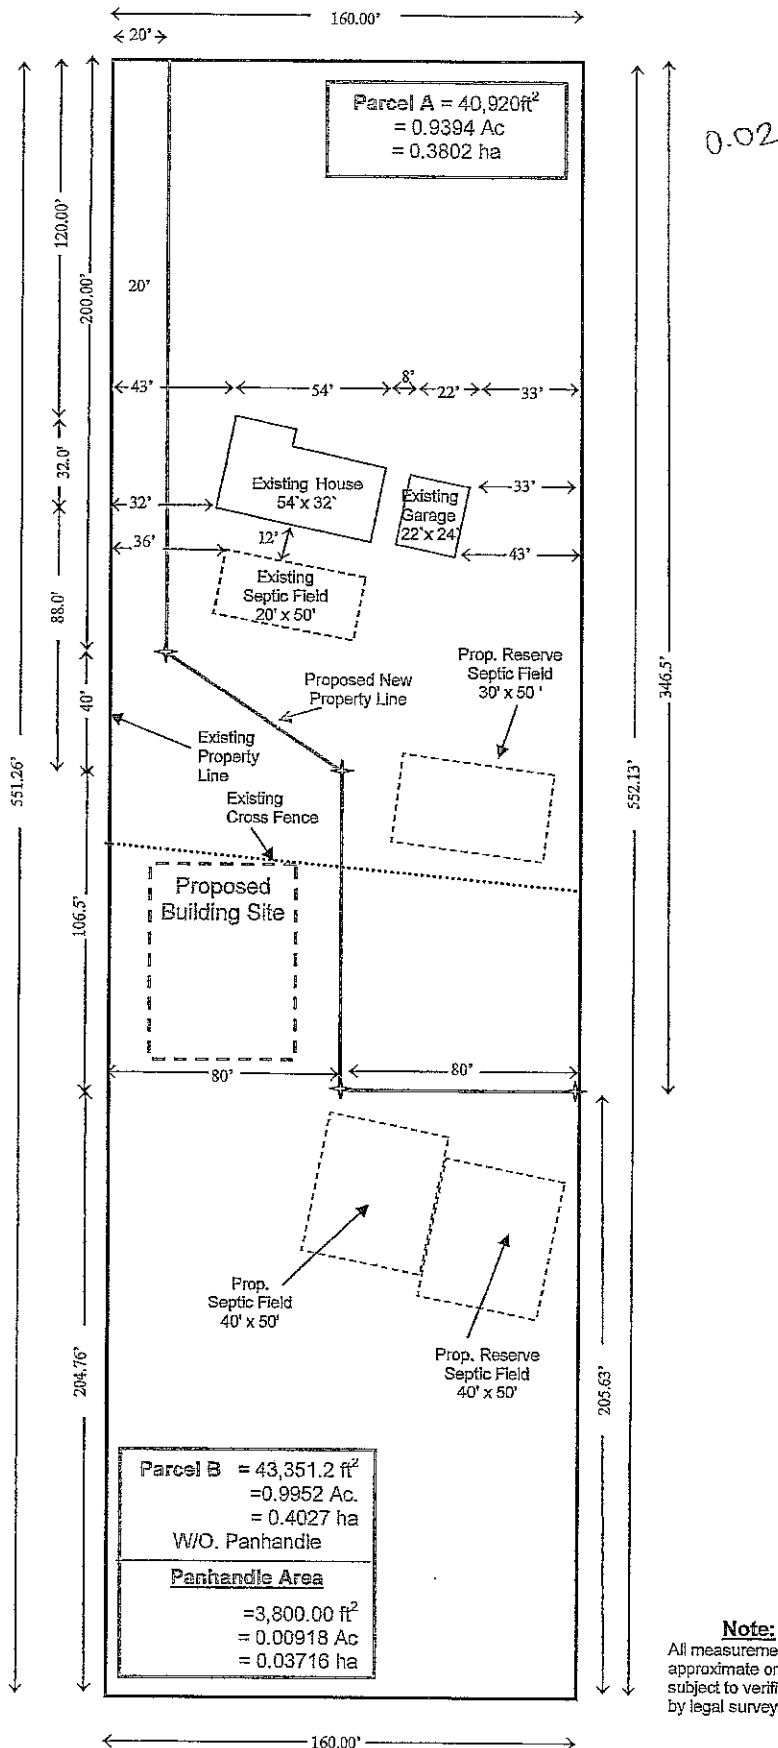 160.00'
20'
Parcel A = 40,920ft²
= 0.9394 Ac
= 0.3802 ha
0.02
120.00'
200.00'
20'
43'
54'
8'
22'
33'
32.0'
Existing House
54'x 32'
Existing
Garage
22'x 24'
33'
32'
12'
36'
43'
Existing
Septic Field
20' x 50'
88.0'
Prop. Reserve
Septic Field
30' x 50 '
346.5'
Proposed New
Property Line
40'
Existing
Property
Line
551.26'
552.13'
Existing
Cross Fence
Proposed
Building Site
106.5'
80'
80'
Prop.
Septic Field
40' x 50'
Prop. Reserve
Septic Field
40' x 50'
204.76'
205.63'
Parcel B = 43,351.2 ft²
=0.9952 Ac.
= 0.4027 ha
W/O. Panhandle
Panhandle Area
=3,800.00 ft²
= 0.00918 Ac
= 0.03716 ha
Note:
All measureme
approximate or
subject to verifi
by legal survey
160.00'